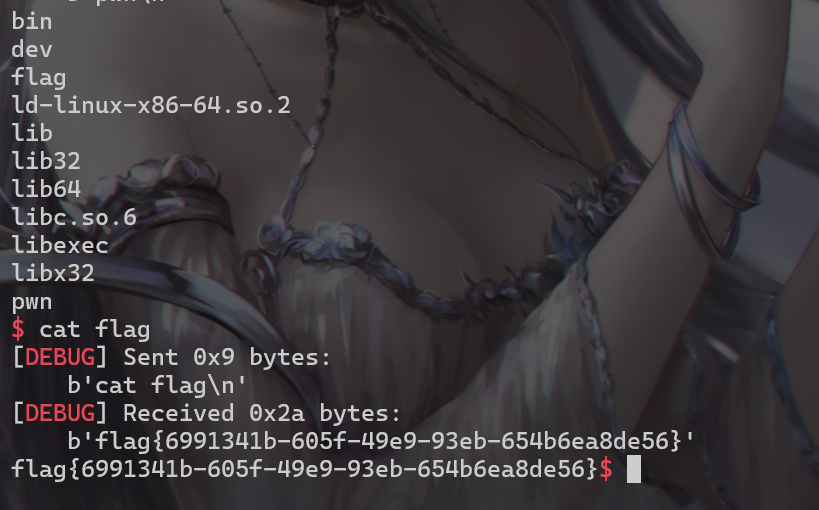 bin
dev
flag
ld-linux-x86-64.so.2
lib
lib32
lib64
libc.so.6
libexec
libx32
pwn
$ cat flag
[DEBUG] Sent 0x9 bytes:
b'cat flag\n'
[DEBUG] Received 0x2a bytes:
b'flag{6991341b-605f-49e9-93eb-654b6ea8de56}'
flag{6991341b-605f-49e9-93eb-654b6ea8de56}$